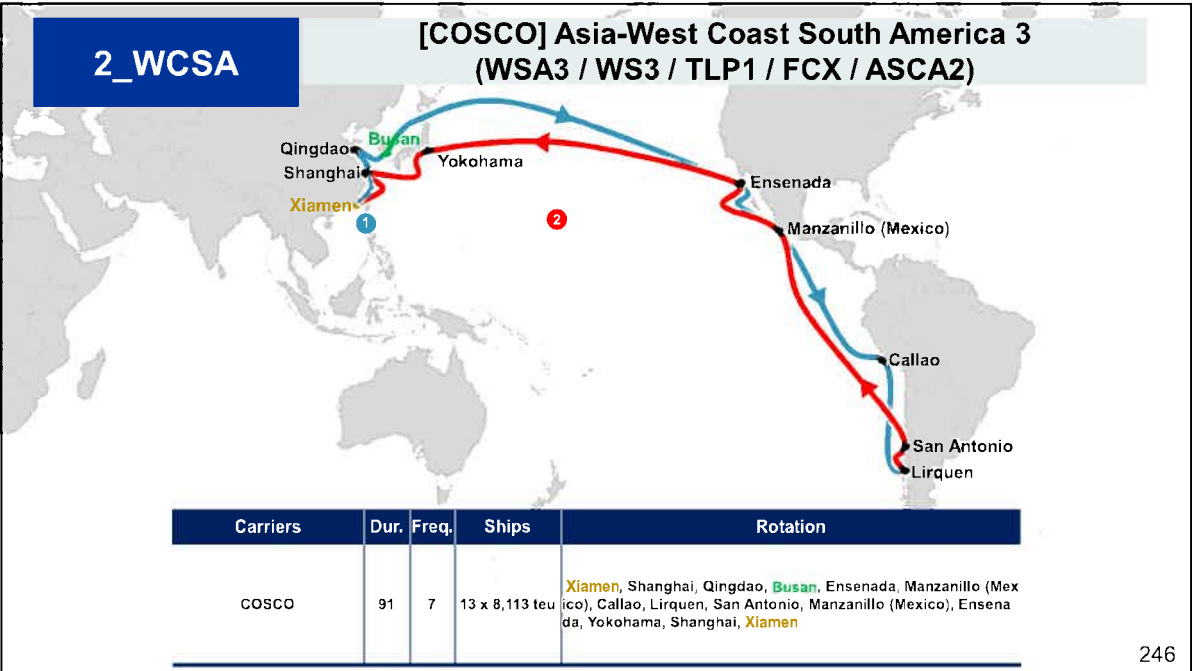 2_WCSA
[COSCO] Asia-West Coast South America 3
(WSA3 / WS3 / TLP1 / FCX / ASCA2)
Qingdao
Busan
Yokohama
Shanghai
Xiamen
1
2
Ensenada
Manzanillo (Mexico)
Callao
San Antonio
Lirquen
Carriers Dur. Freq. Ships Rotation
COSCO 91 7 13 x 8,113 teu
Xiamen, Shanghai, Qingdao, Busan, Ensenada, Manzanillo (Mex
ico), Callao, Lirquen, San Antonio, Manzanillo (Mexico), Ensena
da, Yokohama, Shanghai, Xiamen
246